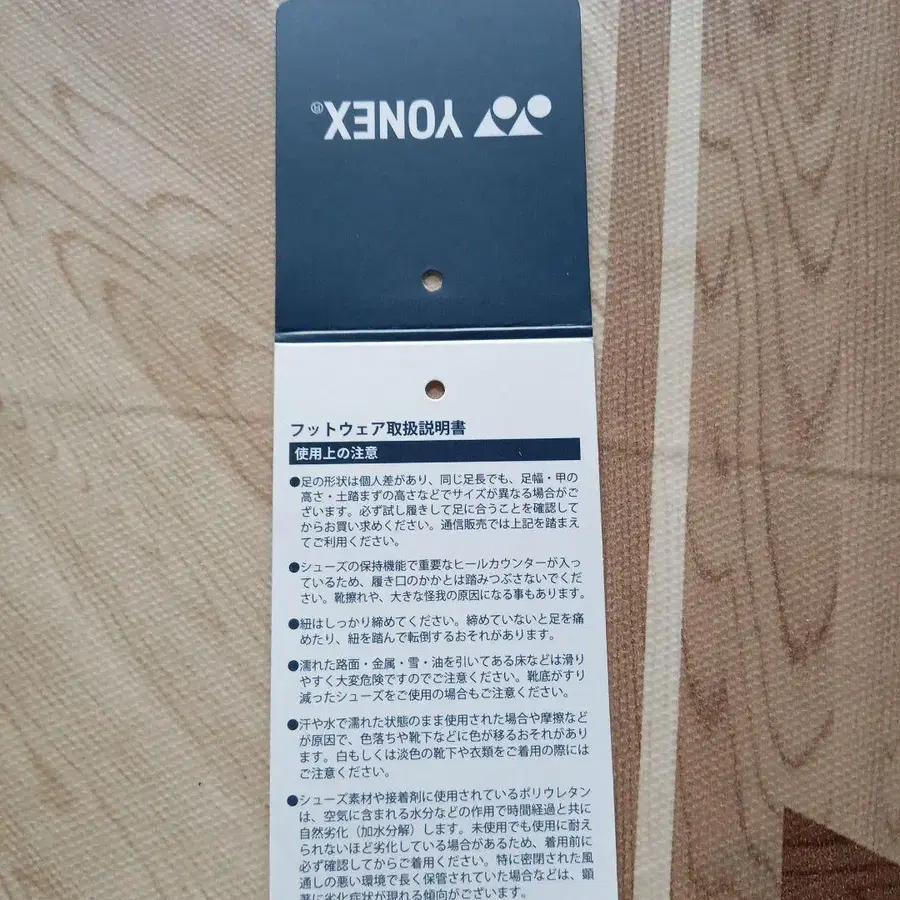 YONEX®
フットウェア取扱説明書
使用上の注意
●足の形状は個人差があり、同じ足長でも、足幅・甲の
高さ・土踏まずの高さなどでサイズが異なる場合がご
ざいます。必ず試し履きして足に合うことを確認して
からお買い求めください。通信販売では上記を踏まえ
てご利用ください。
●シューズの保持機能で重要なヒールカウンターが入っ
ているため、履き口のかかとは踏みつぶさないでくだ
さい。靴擦れや、大きな怪我の原因になる事もあります。
●紐はしっかり締めてください。締めていないと足を痛
めたり、紐を踏んで転倒するおそれがあります。
●濡れた路面・金属・雪・油を引いてある床などは滑り
やすく大変危険ですのでご注意ください。靴底がすり
減ったシューズをご使用の場合もご注意ください。
●汗や水で濡れた状態のまま使用された場合や摩擦など
が原因で、色落ちや靴下などに色が移るおそれがあり
ます。白もしくは淡色の靴下や衣類をご着用の際には
ご注意ください。
●シューズ素材や接着剤に使用されているポリウレタン
は、空気に含まれる水分などの作用で時間経過と共に
自然劣化（加水分解）します。未使用でも使用に耐え
られないほど劣化している場合があるため、着用前に
必ず確認してからご着用ください。特に密閉された風
通しの悪い環境で長く保管されていた場合などは、顕
著に劣化症状が現れる傾向がございます。